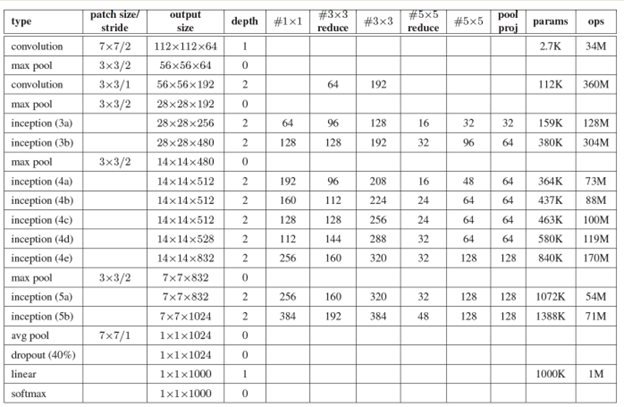 type | patch size/ stride | output size | depth | #1×1 | #3×3 reduce | #3×3 | #5×5 reduce | #5×5 | pool proj | params | ops
convolution | 7×7/2 | 112×112×64 | 1 | | | | | | | 2.7K | 34M
max pool | 3×3/2 | 56×56×64 | 0 | | | | | | | |
convolution | 3×3/1 | 56×56×192 | 2 | | 64 | 192 | | | | 112K | 360M
max pool | 3×3/2 | 28×28×192 | 0 | | | | | | | |
inception (3a) | | 28×28×256 | 2 | 64 | 96 | 128 | 16 | 32 | 32 | 159K | 128M
inception (3b) | | 28×28×480 | 2 | 128 | 128 | 192 | 32 | 96 | 64 | 380K | 304M
max pool | 3×3/2 | 14×14×480 | 0 | | | | | | | |
inception (4a) | | 14×14×512 | 2 | 192 | 96 | 208 | 16 | 48 | 64 | 364K | 73M
inception (4b) | | 14×14×512 | 2 | 160 | 112 | 224 | 24 | 64 | 64 | 437K | 88M
inception (4c) | | 14×14×512 | 2 | 128 | 128 | 256 | 24 | 64 | 64 | 463K | 100M
inception (4d) | | 14×14×528 | 2 | 112 | 144 | 288 | 32 | 64 | 64 | 580K | 119M
inception (4e) | | 14×14×832 | 2 | 256 | 160 | 320 | 32 | 128 | 128 | 840K | 170M
max pool | 3×3/2 | 7×7×832 | 0 | | | | | | | |
inception (5a) | | 7×7×832 | 2 | 256 | 160 | 320 | 32 | 128 | 128 | 1072K | 54M
inception (5b) | | 7×7×1024 | 2 | 384 | 192 | 384 | 48 | 128 | 128 | 1388K | 71M
avg pool | 7×7/1 | 1×1×1024 | 0 | | | | | | | |
dropout (40%) | | 1×1×1024 | 0 | | | | | | | |
linear | | 1×1×1000 | 1 | | | | | | | 1000K | 1M
softmax | | 1×1×1000 | 0 | | | | | | | |